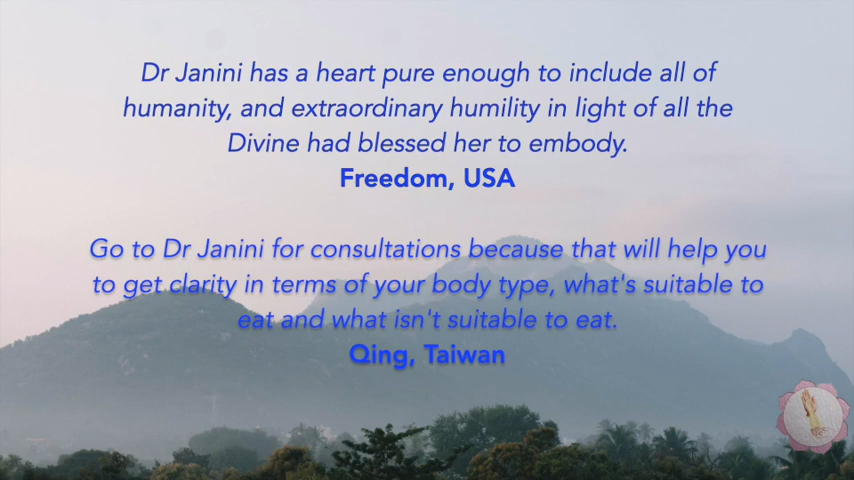 Dr Janini has a heart pure enough to include all of
humanity, and extraordinary humility in light of all the
Divine had blessed her to embody.
Freedom, USA
Go to Dr Janini for consultations because that will help you
to get clarity in terms of your body type, what's suitable to
eat and what isn't suitable to eat.
Qing, Taiwan